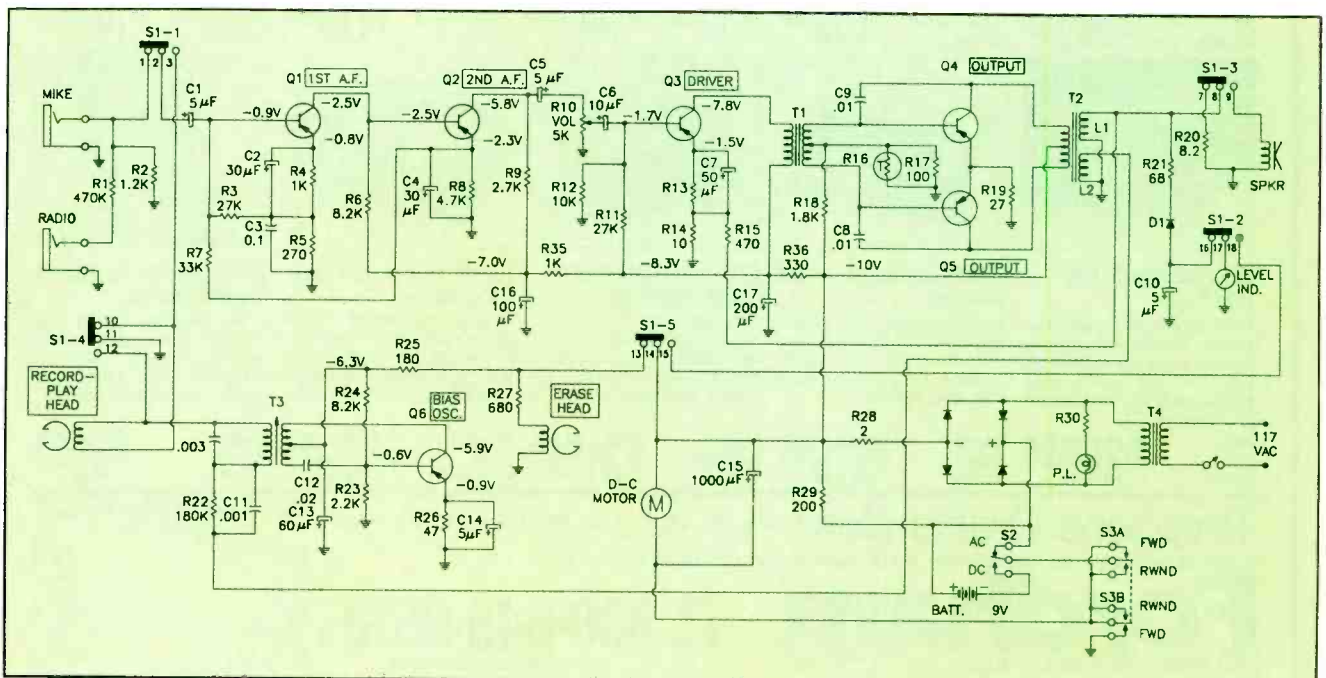 S1-1
1 2 3
MIKE
RADIO
R1
470K
R2
1.2K
C1
5µF
Q1 1ST A.F.
-0.9V
-2.5V
-0.8V
C2
30µF
R4
1K
R3
27K
C3
0.1
R5
270
R7
33K
R6
8.2K
Q2 2ND A.F.
-2.5V
-5.8V
-2.3V
C4
30
µF
R8
4.7K
R9
2.7K
C5
5µF
R10
VOL
5K
C6
10µF
R12
10K
R11
27K
-7.0V
R35
1K
-8.3V
C16
100
µF
Q3 DRIVER
-1.7V
-7.8V
-1.5V
C7
50
µF
R13
R14
10
R15
470
T1
C17
200
µF
R36
330
-10V
Q4 OUTPUT
C9
.01
R16
T
R17
100
R18
1.8K
C8
.01
R19
27
Q5 OUTPUT
T2
L1
L2
S1-3
7 8 9
R20
8.2
R21
68
SPKR
D1
S1-2
16 17 18
C10
5
µF
LEVEL
IND.
S1-4
10
11
12
RECORD-
PLAY
HEAD
.003
R22
180K
C11
.001
T3
-6.3V
R25
180
R24
8.2K
Q6 BIAS
OSC.
-5.9V
-0.6V
-0.9V
C12
.02
C13
60µF
R23
2.2K
R26
47
C14
5µF
R27
680
ERASE
HEAD
S1-5
13 14 15
D-C
MOTOR
M
C15
1000µF
R28
2
R29
200
- +
R30
P.L.
T4
117
VAC
AC
S2
DC
+ -
BATT. 9V
S3A
FWD
RWND
S3B
RWND
FWD